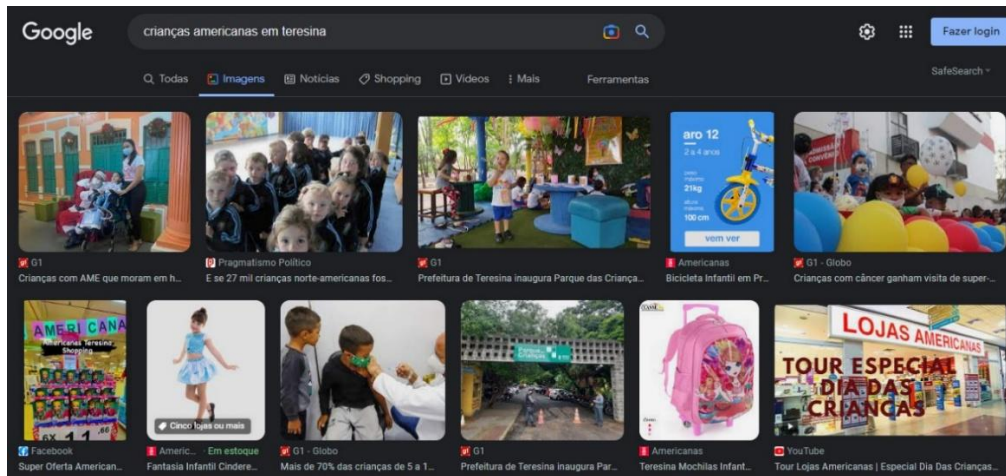 Google
crianças americanas em teresina
Fazer login
Todas
Imagens
Notícias
Shopping
Vídeos
Mais
Ferramentas
SafeSearch
aro 12
2 a 4 anos
peso
máximo
21kg
altura
máxima
100 cm
vem ver
G1
Crianças com AME que moram em h...
Pragmatismo Político
E se 27 mil crianças norte-americanas fos...
G1
Prefeitura de Teresina inaugura Parque das Criança...
Americanas
Bicicleta Infantil em Pr...
G1 - Globo
Crianças com câncer ganham visita de super-...
AMERICANA
Americanas Teresina
Shopping
6X
Cinco lojas ou mais
LOJAS AMERICANAS
TOUR ESPECIAL
DIA DAS
CRIANÇAS
Facebook
Super Oferta American...
Americ... · Em estoque
Fantasia Infantil Cindere...
G1 - Globo
Mais de 70% das crianças de 5 a 1...
G1
Prefeitura de Teresina inaugura Par...
Americanas
Teresina Mochilas Infant...
YouTube
Tour Lojas Americanas | Especial Dia Das Crianças...